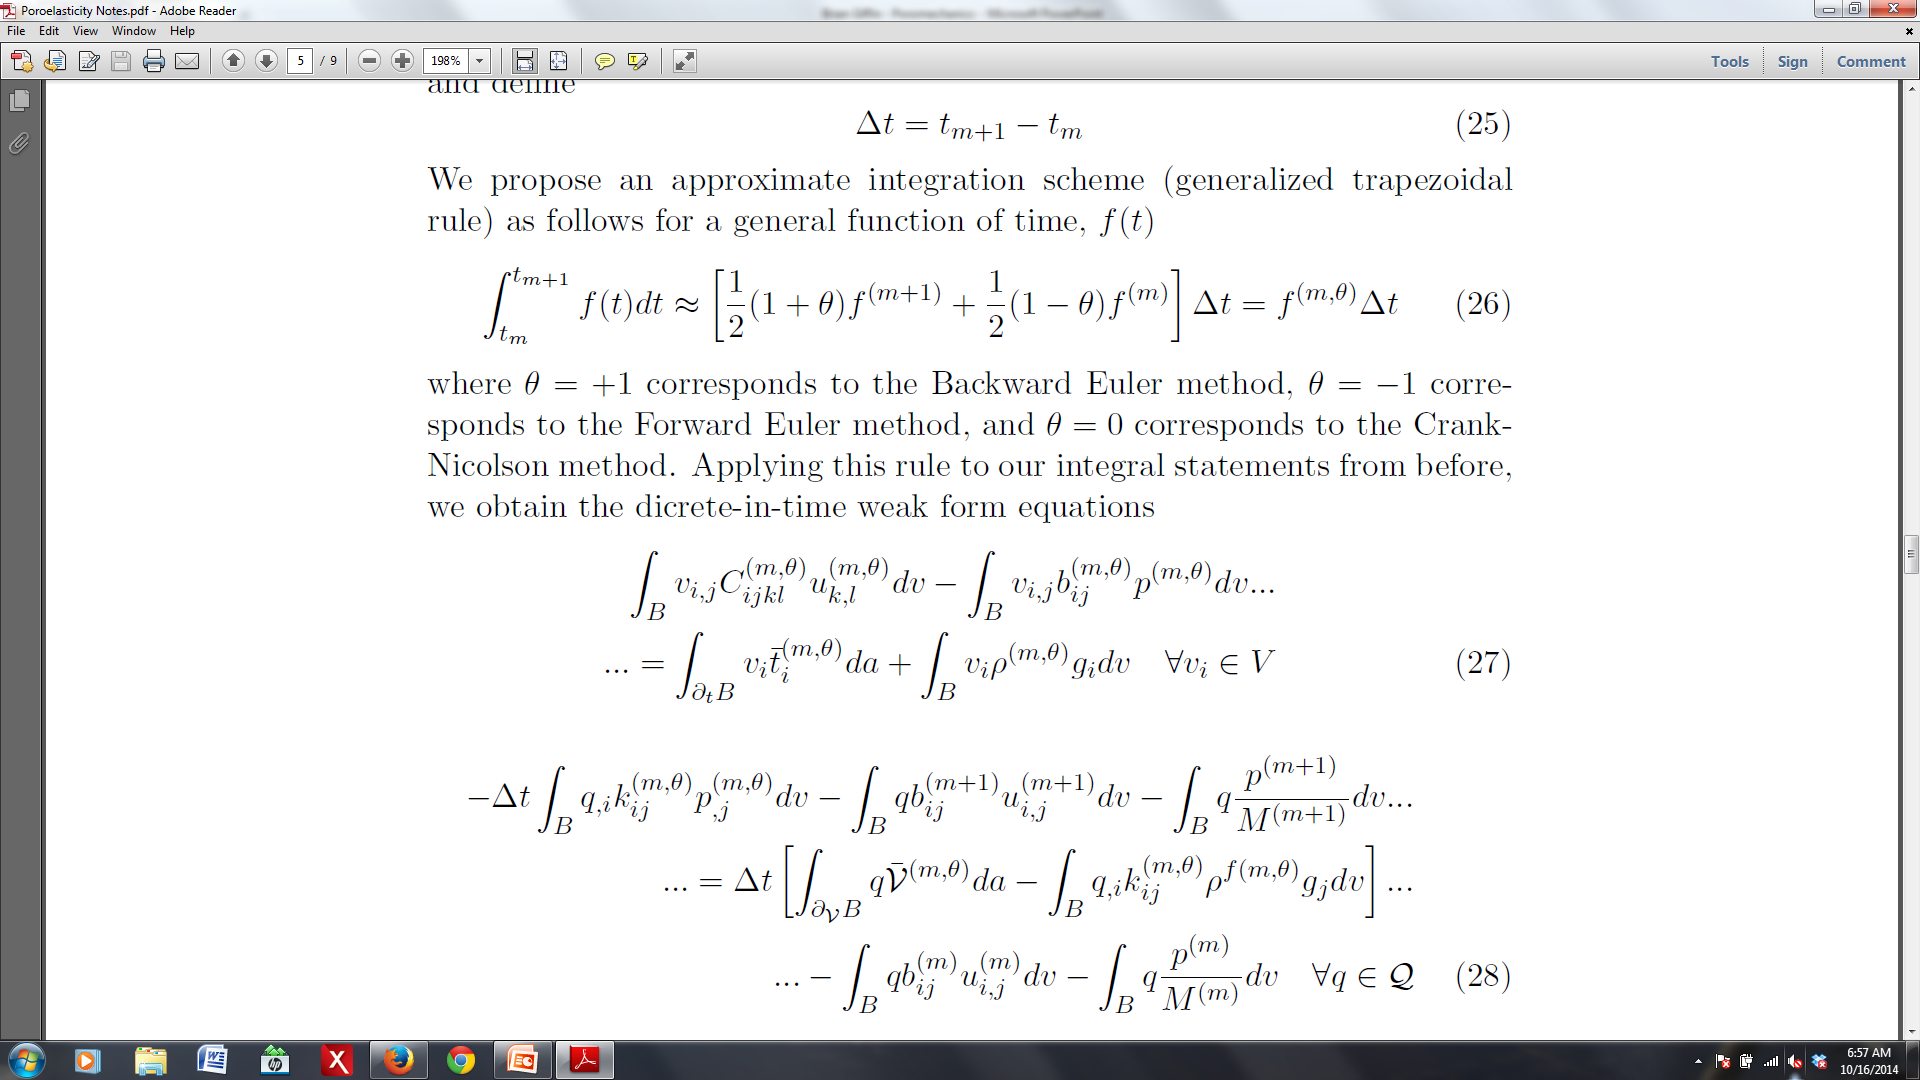 Poroelasticity Notes.pdf - Adobe Reader
File Edit View Window Help
5 / 9 198% Tools Sign Comment
and define
Δt = t_{m+1} − t_m (25)
We propose an approximate integration scheme (generalized trapezoidal
rule) as follows for a general function of time, f(t)
∫_{t_m}^{t_{m+1}} f(t)dt ≈ [½(1 + θ)f^{(m+1)} + ½(1 − θ)f^{(m)}] Δt = f^{(m,θ)}Δt (26)
where θ = +1 corresponds to the Backward Euler method, θ = −1 corre-
sponds to the Forward Euler method, and θ = 0 corresponds to the Crank-
Nicolson method. Applying this rule to our integral statements from before,
we obtain the dicrete-in-time weak form equations
∫_B v_{i,j}C_{ijkl}^{(m,θ)}u_{k,l}^{(m,θ)}dv − ∫_B v_{i,j}b_{ij}^{(m,θ)}p^{(m,θ)}dv...
... = ∫_{∂_tB} v_i t̄_i^{(m,θ)}da + ∫_B v_iρ^{(m,θ)}g_idv ∀v_i ∈ V (27)
−Δt ∫_B q_{,i}k_{ij}^{(m,θ)}p_{,j}^{(m,θ)}dv − ∫_B qb_{ij}^{(m+1)}u_{i,j}^{(m+1)}dv − ∫_B q p^{(m+1)}/M^{(m+1)} dv...
... = Δt [∫_{∂_𝒱B} q𝒱̄^{(m,θ)}da − ∫_B q_{,i}k_{ij}^{(m,θ)}ρ^{f(m,θ)}g_jdv] ...
... − ∫_B qb_{ij}^{(m)}u_{i,j}^{(m)}dv − ∫_B q p^{(m)}/M^{(m)} dv ∀q ∈ 𝒬 (28)
6:57 AM
10/16/2014